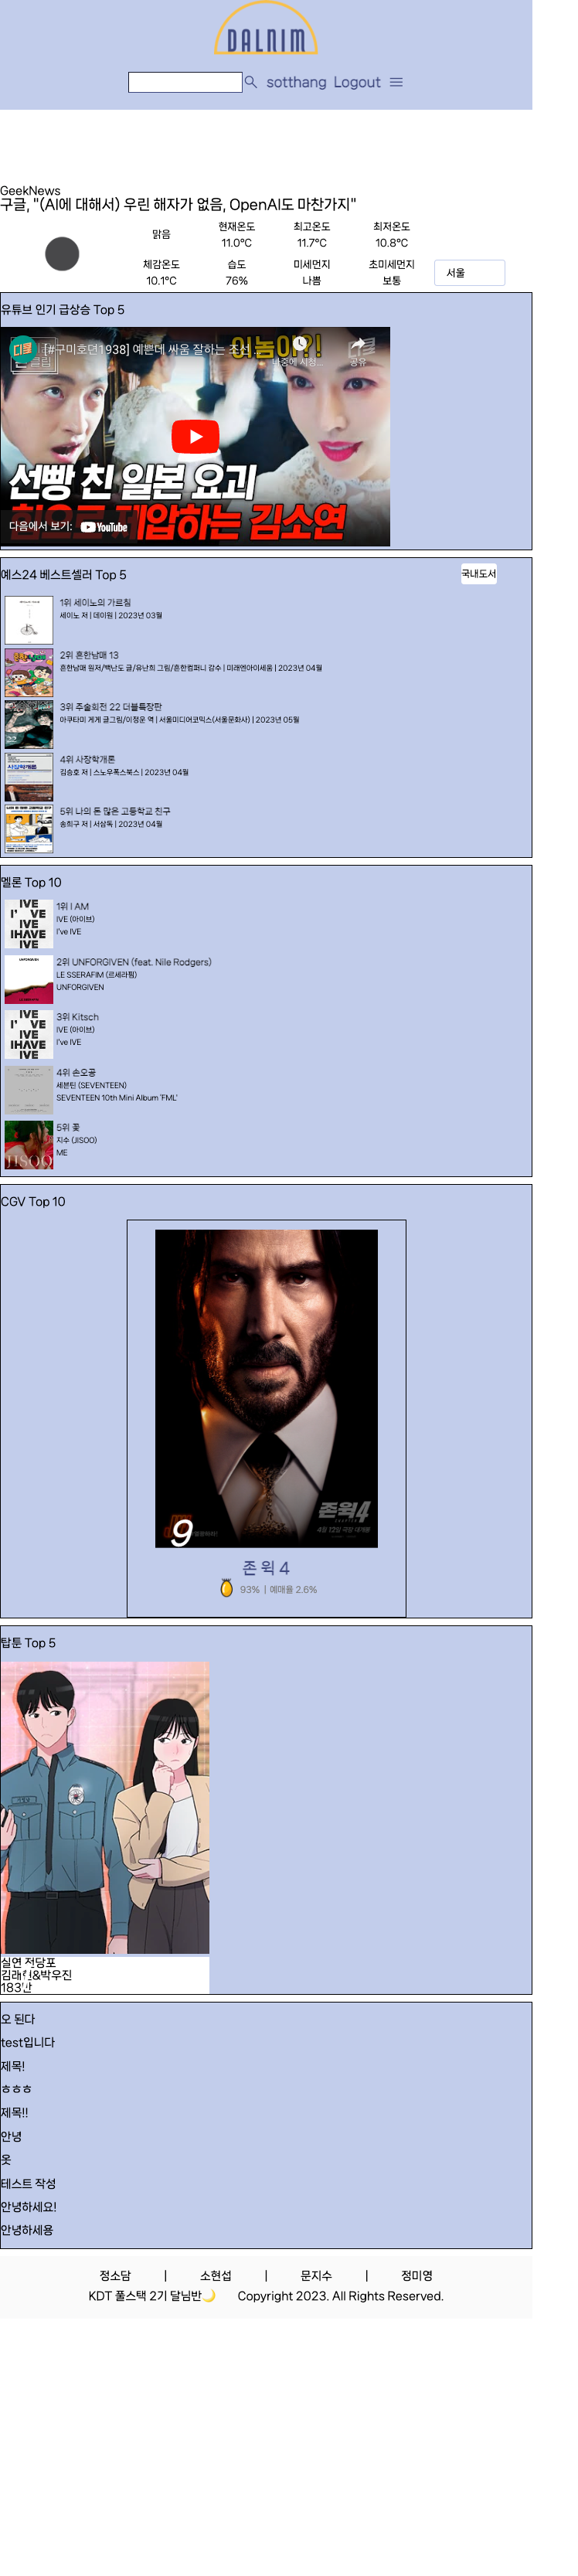 DALNIM
sotthang Logout
GeekNews
구글, "(AI에 대해서) 우린 해자가 없음, OpenAI도 마찬가지"
맑음
현재온도
11.0°C
최고온도
11.7°C
최저온도
10.8°C
체감온도
10.1°C
습도
76%
미세먼지
나쁨
초미세먼지
보통
서울
유튜브 인기 급상승 Top 5
[#구미호뎐1938] 예쁜데 싸움 잘하는 조선
공유
선빵 친 일본 요괴
힘으로 제압하는 김소연
다음에서 보기: YouTube
예스24 베스트셀러 Top 5
국내도서
1위 세이노의 가르침
세이노 저 | 데이원 | 2023년 03월
2위 흔한남매 13
흔한남매 원저/백난도 글/유난희 그림/흔한컴퍼니 감수 | 미래엔아이세움 | 2023년 04월
3위 주술회전 22 더블특장판
아쿠타미 게게 글그림/이정운 역 | 서울미디어코믹스(서울문화사) | 2023년 05월
4위 사장학개론
김승호 저 | 스노우폭스북스 | 2023년 04월
5위 나의 돈 많은 고등학교 친구
송희구 저 | 서삼독 | 2023년 04월
멜론 Top 10
1위 I AM
IVE (아이브)
I've IVE
2위 UNFORGIVEN (feat. Nile Rodgers)
LE SSERAFIM (르세라핌)
UNFORGIVEN
3위 Kitsch
IVE (아이브)
I've IVE
4위 손오공
세븐틴 (SEVENTEEN)
SEVENTEEN 10th Mini Album 'FML'
5위 꽃
지수 (JISOO)
ME
CGV Top 10
존윅4
4월 12일 극장 대개봉
9
존 윅 4
93% | 예매율 2.6%
탑툰 Top 5
실연 전당포
김래현&박우진
183만
오 된다
test입니다
제목!
ㅎㅎㅎ
제목!!
안녕
옷
테스트 작성
안녕하세요!
안녕하세용
정소담 | 소현섭 | 문지수 | 정미영
KDT 풀스택 2기 달님반🌙 Copyright 2023. All Rights Reserved.